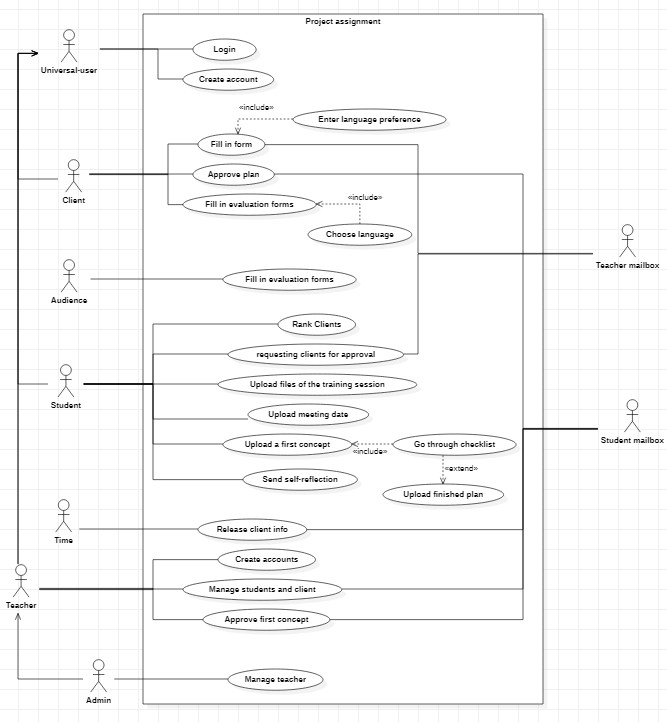 Project assignment
Universal-user
Login
Create account
«include»
Enter language preference
Fill in form
Client
Approve plan
Fill in evaluation forms
«include»
Choose language
Teacher mailbox
Audience
Fill in evaluation forms
Rank Clients
requesting clients for approval
Student
Upload files of the training session
Upload meeting date
Student mailbox
Upload a first concept
«include»
Go through checklist
«extend»
Send self-reflection
Upload finished plan
Time
Release client info
Create accounts
Teacher
Manage students and client
Approve first concept
Admin
Manage teacher